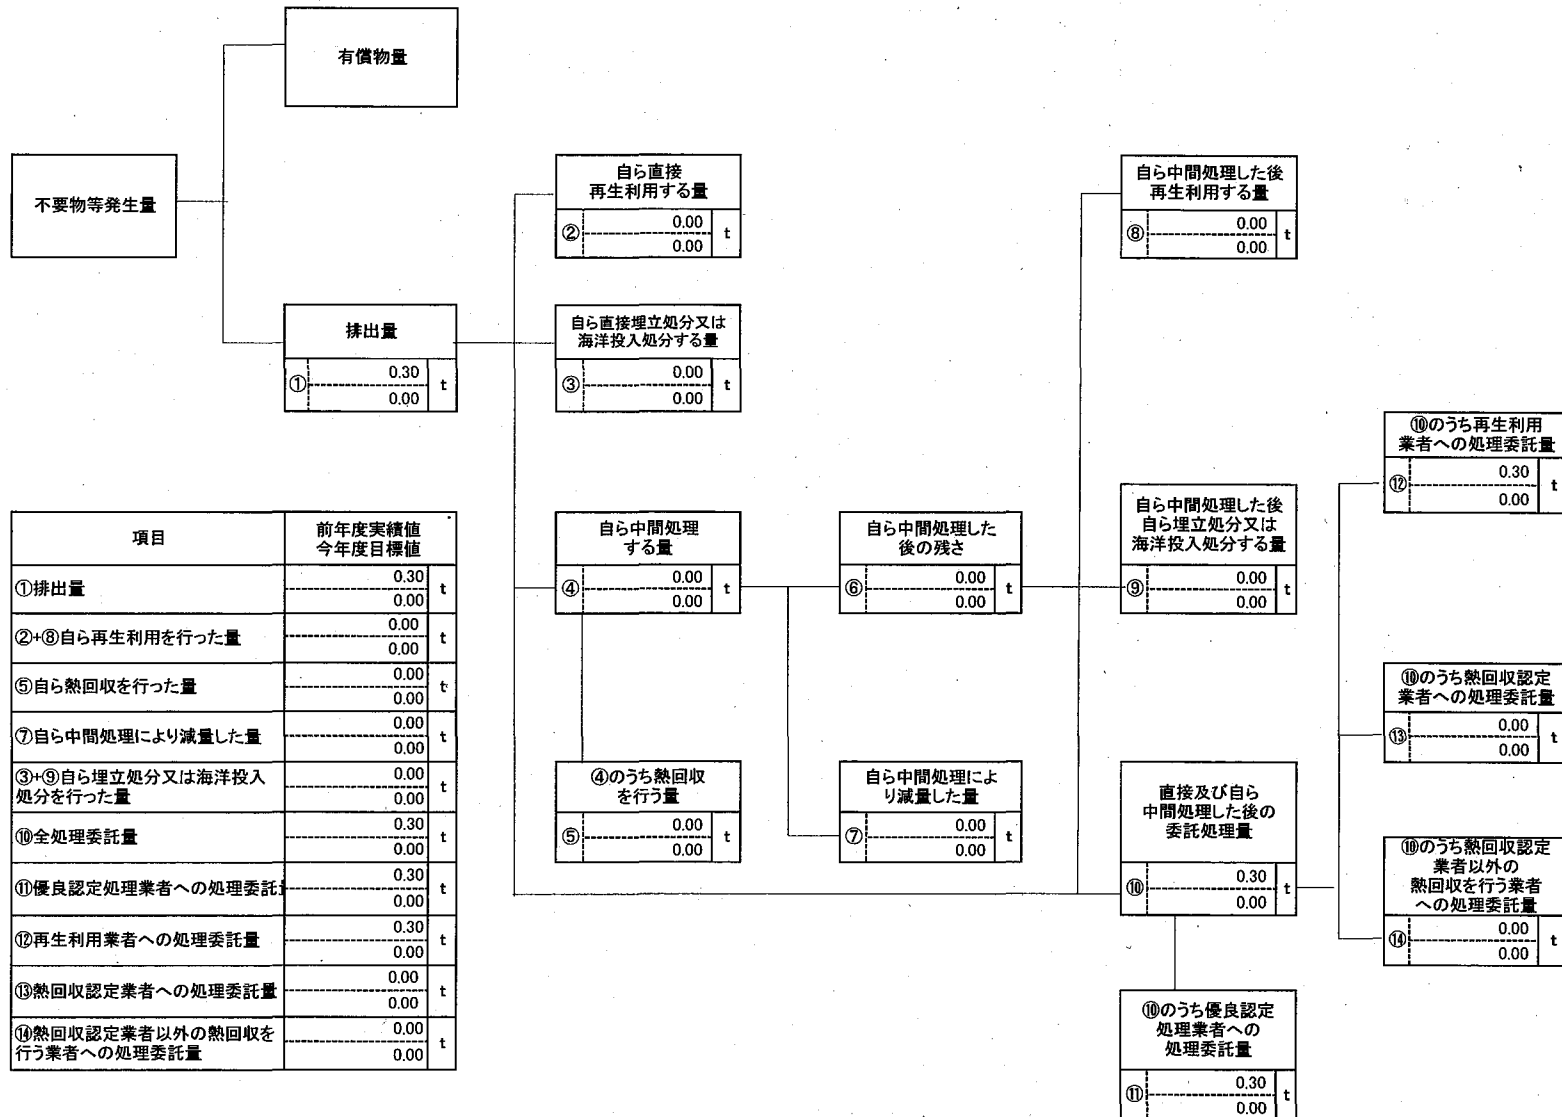 有償物量
不要物等発生量
排出量
①
0.30
0.00
t
自ら直接
再生利用する量
②
0.00
0.00
t
自ら直接埋立処分又は
海洋投入処分する量
③
0.00
0.00
t
自ら中間処理
する量
④
0.00
0.00
t
④のうち熱回収
を行う量
⑤
0.00
0.00
t
自ら中間処理した
後の残さ
⑥
0.00
0.00
t
自ら中間処理によ
り減量した量
⑦
0.00
0.00
t
自ら中間処理した後
再生利用する量
⑧
0.00
0.00
t
自ら中間処理した後
自ら埋立処分又は
海洋投入処分する量
⑨
0.00
0.00
t
直接及び自ら
中間処理した後の
委託処理量
⑩
0.30
0.00
t
⑩のうち優良認定
処理業者への
処理委託量
⑪
0.30
0.00
t
⑩のうち再生利用
業者への処理委託量
⑫
0.30
0.00
t
⑩のうち熱回収認定
業者への処理委託量
⑬
0.00
0.00
t
⑩のうち熱回収認定
業者以外の
熱回収を行う業者
への処理委託量
⑭
0.00
0.00
t
項目
前年度実績値
今年度目標値
①排出量
0.30
0.00
t
②+⑧自ら再生利用を行った量
0.00
0.00
t
⑤自ら熱回収を行った量
0.00
0.00
t
⑦自ら中間処理により減量した量
0.00
0.00
t
③+⑨自ら埋立処分又は海洋投入
処分を行った量
0.00
0.00
t
⑩全処理委託量
0.30
0.00
t
⑪優良認定処理業者への処理委託
0.30
0.00
t
⑫再生利用業者への処理委託量
0.30
0.00
t
⑬熱回収認定業者への処理委託量
0.00
0.00
t
⑭熱回収認定業者以外の熱回収を
行う業者への処理委託量
0.00
0.00
t